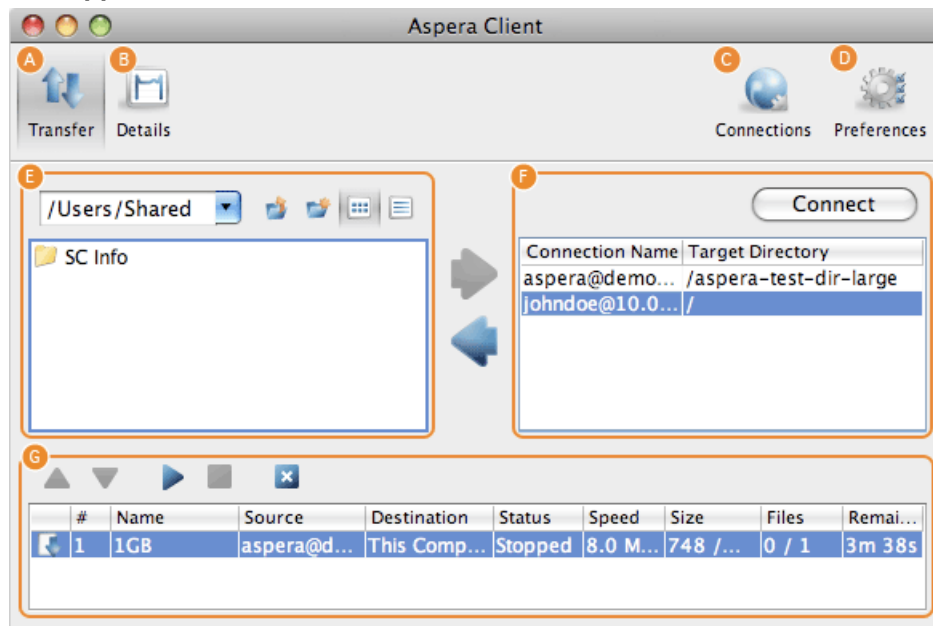 Aspera Client
A
B
C
D
Transfer
Details
Connections
Preferences
E
F
/Users/Shared
Connect
SC Info
Connection Name Target Directory
aspera@demo... /aspera-test-dir-large
johndoe@10.0... /
G
# Name Source Destination Status Speed Size Files Remai...
1 1GB aspera@d... This Comp... Stopped 8.0 M... 748 /... 0 / 1 3m 38s